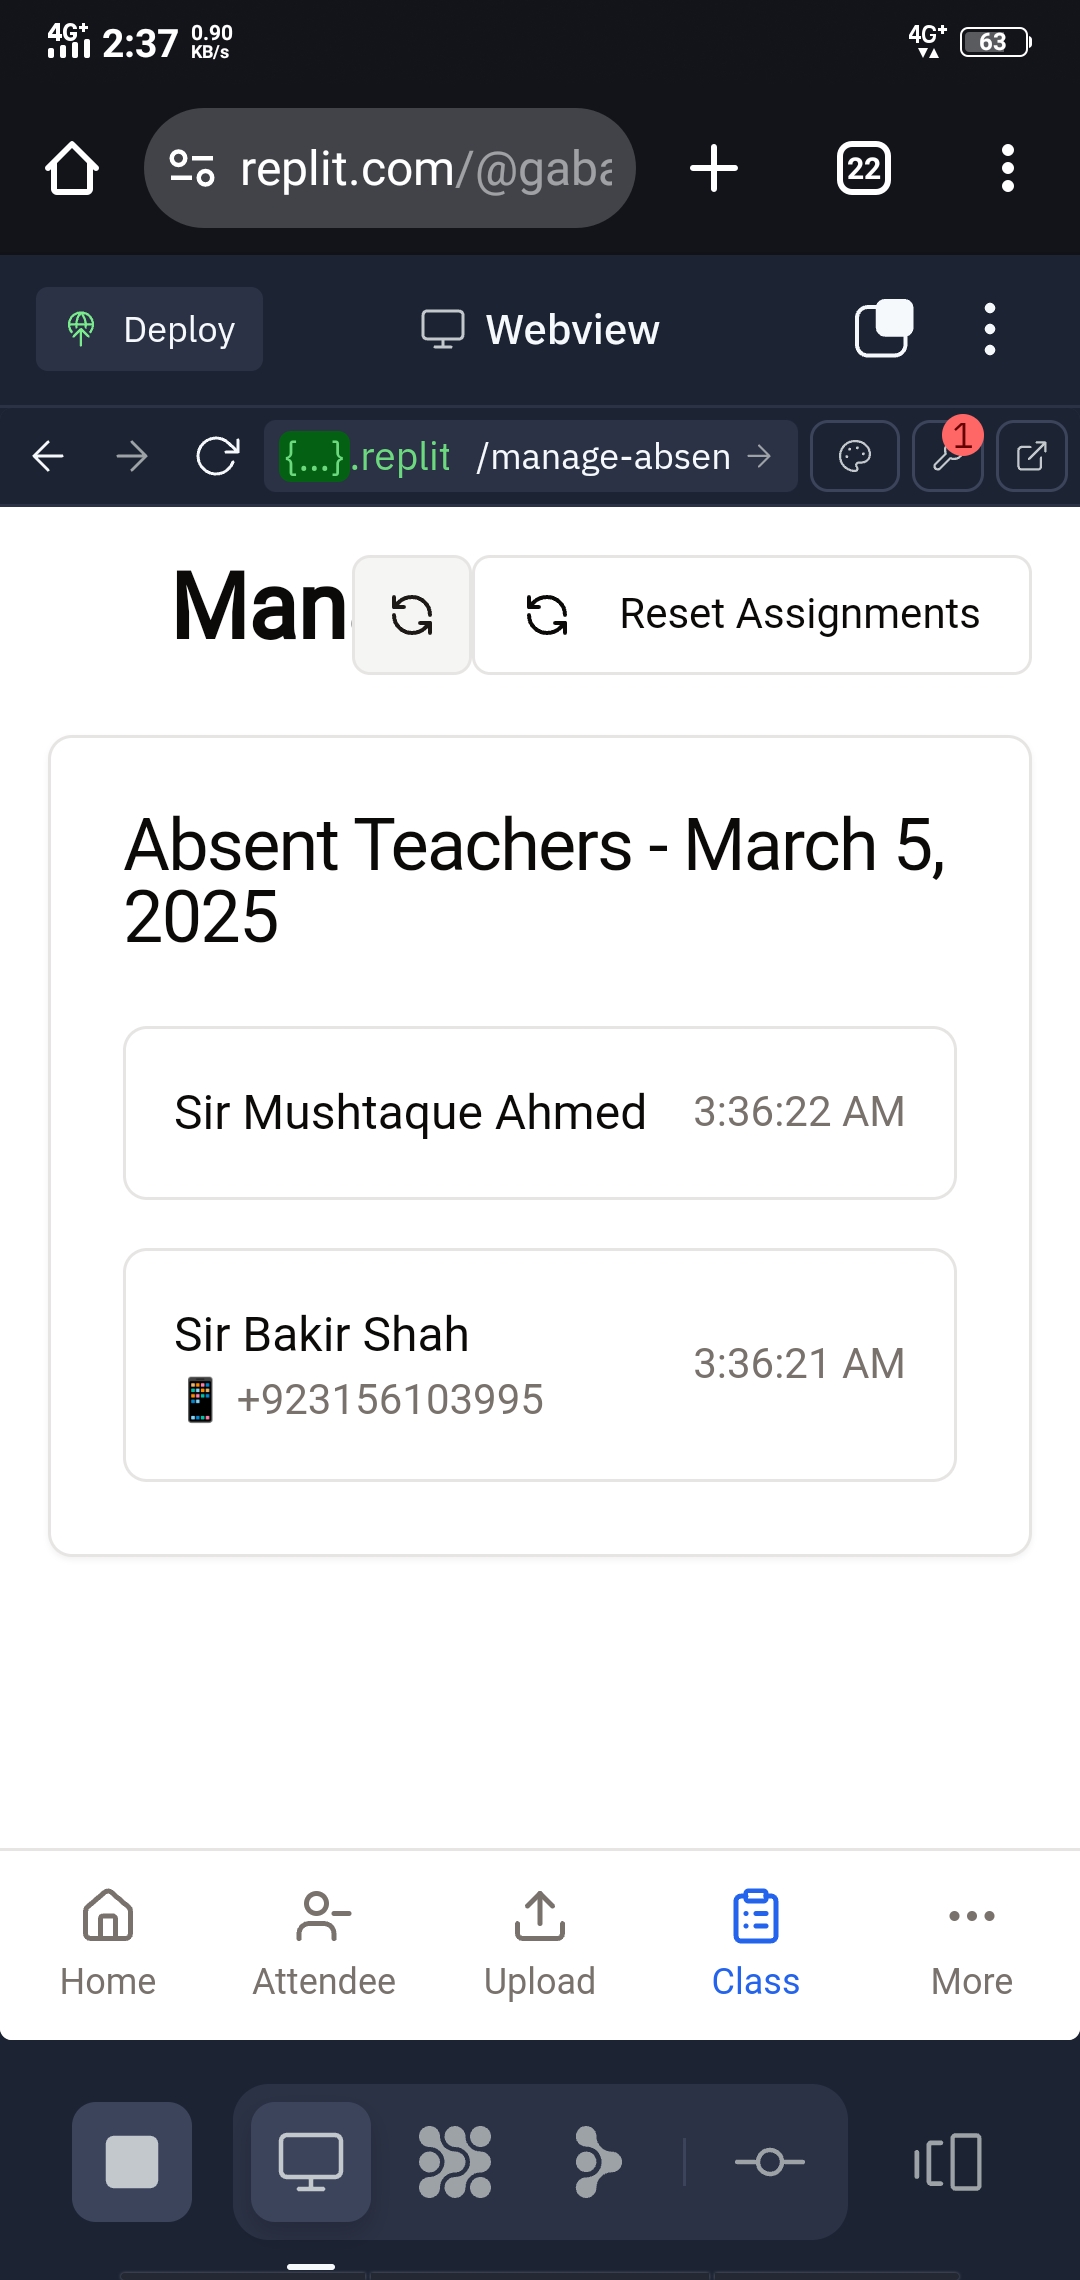 4G+ 2:37 0.90 KB/s 4G+ 63
replit.com/@gaba 22
Deploy Webview
{...}.replit /manage-absen 1
Man Reset Assignments
Absent Teachers - March 5,
2025
Sir Mushtaque Ahmed 3:36:22 AM
Sir Bakir Shah
3:36:21 AM
+923156103995
Home Attendee Upload Class More